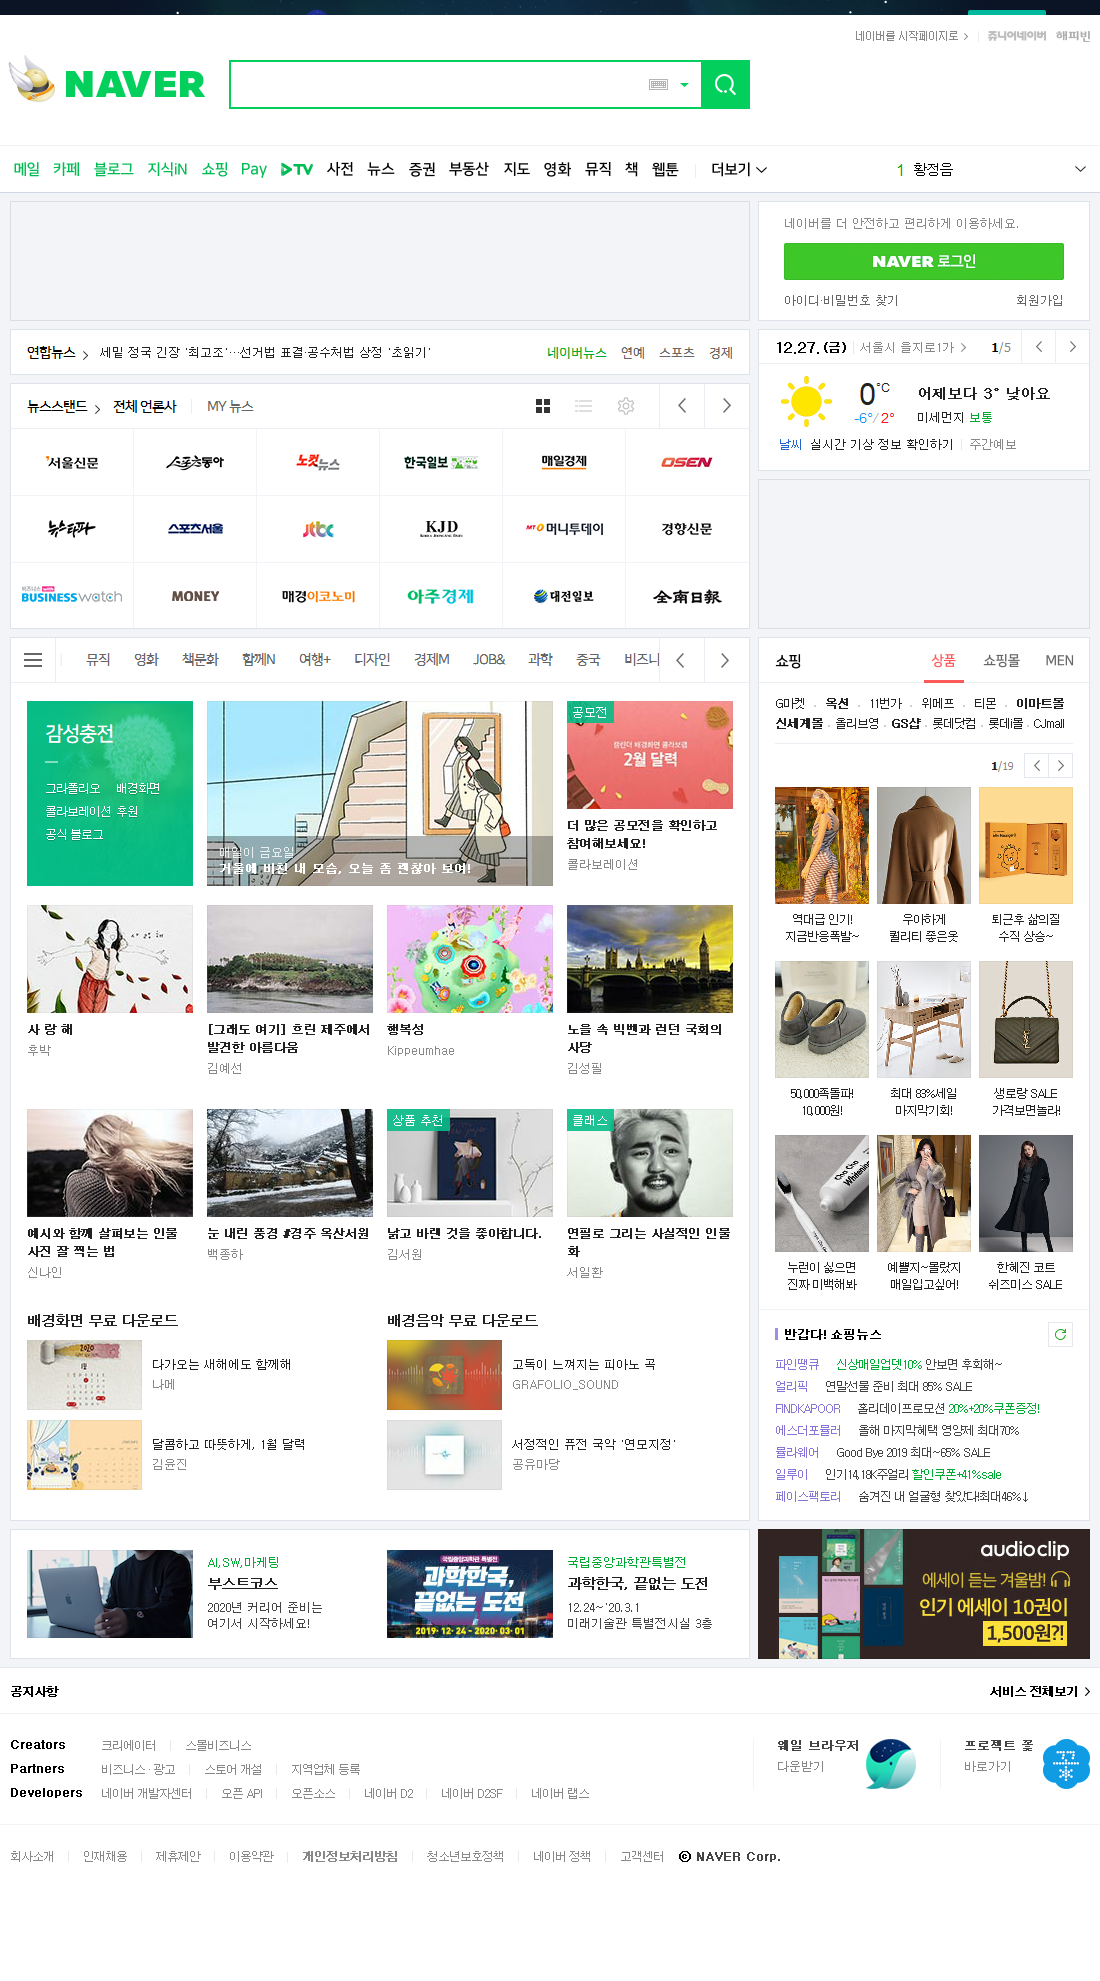 네이버를 시작페이지로
쥬니어네이버 해피빈
NAVER
메일 카페 블로그 지식iN 쇼핑 Pay TV 사전 뉴스 증권 부동산 지도 영화 뮤직 책 웹툰 더보기
1 황정음
네이버를 더 안전하고 편리하게 이용하세요.
NAVER 로그인
아이디·비밀번호 찾기 회원가입
연합뉴스 세밑 정국 긴장 '최고조'…선거법 표결·공수처법 상정 '초읽기'
네이버뉴스 연예 스포츠 경제
12.27. (금) 서울시 을지로1가 1/5
0°C
-6°/ 2°
어제보다 3° 낮아요
미세먼지 보통
날씨 실시간 기상 정보 확인하기 주간예보
뉴스스탠드 전체 언론사 MY 뉴스
서울신문 스포츠동아 노컷뉴스 한국일보 매일경제 OSEN
뉴스타파 스포츠서울 jtbc KJD MT 머니투데이 경향신문
비즈니스 with BUSINESS watch MONEY 매경이코노미 아주경제 대전일보 全南日報
뮤직 영화 책문화 함께N 여행+ 디자인 경제M JOB& 과학 중국 비즈니
감성충전
그라폴리오 배경화면
콜라보레이션 후원
공식 블로그
매일이 금요일
거울에 비친 내 모습, 오늘 좀 괜찮아 보여!
공모전
캘린더 배경화면 콜라보랩
2월 달력
더 많은 공모전을 확인하고
참여해보세요!
콜라보레이션
사 랑 해
사 랑 해
후박
[그래도 여기] 흐린 제주에서
발견한 아름다움
김예선
행복성
Kippeumhae
노을 속 빅벤과 런던 국회의
사당
김성필
예시와 함께 살펴보는 인물
사진 잘 찍는 법
신나인
눈 내린 풍경 #경주 옥산서원
백종하
상품 추천
낡고 바랜 것을 좋아합니다.
김서원
클래스
연필로 그리는 사실적인 인물
화
서일환
배경화면 무료 다운로드
2020
다가오는 새해에도 함께해
나메
달콤하고 따뜻하게, 1월 달력
김윤진
배경음악 무료 다운로드
고독이 느껴지는 피아노 곡
GRAFOLIO_SOUND
서정적인 퓨전 국악 '연모지정'
공유마당
쇼핑 상품 쇼핑몰 MEN
G마켓 옥션 11번가 위메프 티몬 이마트몰
신세계몰 올리브영 GS샵 롯데닷컴 롯데i몰 CJmall
1/19
역대급 인기!
지금반응폭발~
우아하게
퀄리티 좋은옷
퇴근후 삶의질
수직 상승~
50,000족돌파!
10,000원!
최대 83%세일
마지막기회!
생로랑 SALE
가격보면놀라!
Cha Cha
Whitening
누런이 싫으면
진짜 미백해봐
예쁠지~몰랐지
매일입고싶어!
한혜진 코트
쉬즈미스 SALE
반갑다! 쇼핑뉴스
파인땡큐 신상매일업뎃10% 안보면 후회해~
얼리픽 연말선물 준비 최대 85% SALE
FINDKAPOOR 홀리데이프로모션 20%+20%쿠폰증정!
에스더포뮬러 올해 마지막혜택 영양제 최대70%
뮬라웨어 Good Bye 2019 최대~65% SALE
일루이 인기14,18K주얼리 할인쿠폰+41%sale
페이스팩토리 숨겨진 내 얼굴형 찾았다!최대46%↓
AI,SW,마케팅
부스트코스
2020년 커리어 준비는
여기서 시작하세요!
국립중앙과학관 특별전
과학한국,
끝없는 도전
2019·12·24 - 2020·03·01
국립중앙과학관특별전
과학한국, 끝없는 도전
12.24~'20.3.1
미래기술관 특별전시실 3층
audioclip
에세이 듣는 겨울밤!
인기 에세이 10권이
1,500원?!
공지사항
서비스 전체보기
Creators 크리에이터 스몰비즈니스
Partners 비즈니스·광고 스토어 개설 지역업체 등록
Developers 네이버 개발자센터 오픈 API 오픈소스 네이버 D2 네이버 D2SF 네이버 랩스
웨일 브라우저
다운받기
프로젝트 꽃
바로가기
회사소개 인재채용 제휴제안 이용약관 개인정보처리방침 청소년보호정책 네이버 정책 고객센터 ⓒ NAVER Corp.